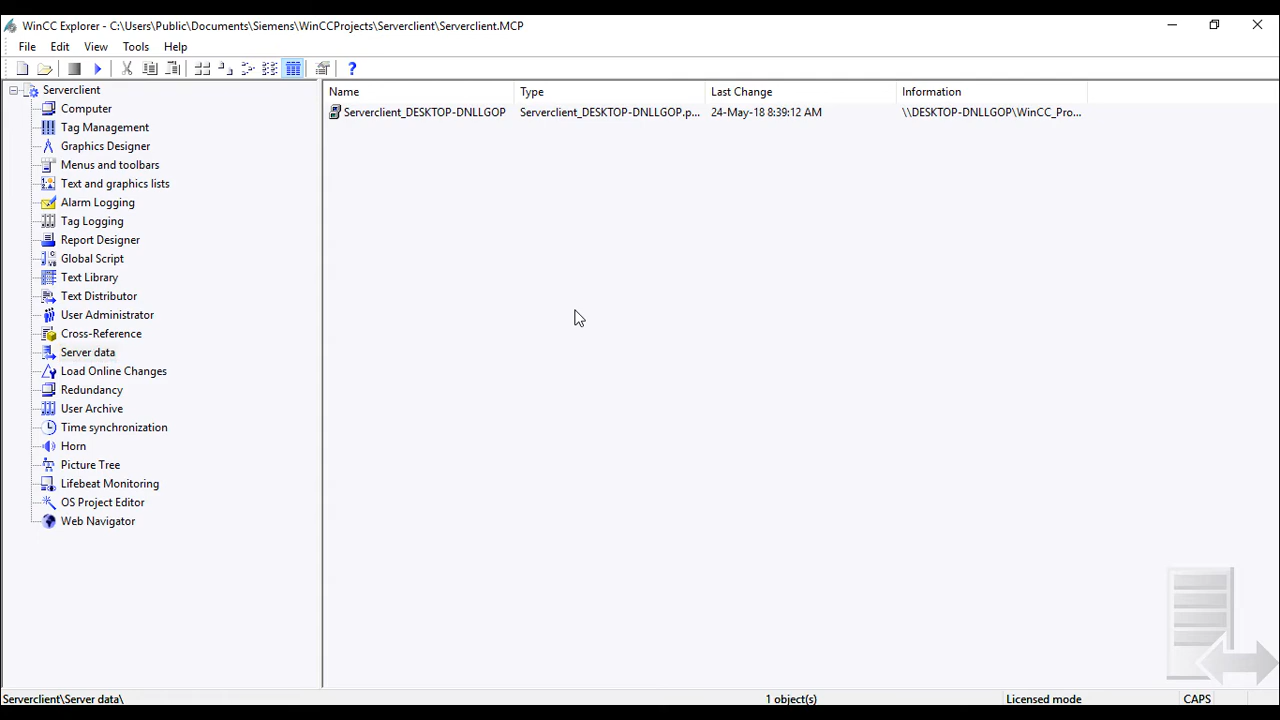 WinCC Explorer - C:\Users\Public\Documents\Siemens\WinCCProjects\Serverclient\Serverclient.MCP
File Edit View Tools Help
Serverclient
Computer
Tag Management
Graphics Designer
Menus and toolbars
Text and graphics lists
Alarm Logging
Tag Logging
Report Designer
Global Script
Text Library
Text Distributor
User Administrator
Cross-Reference
Server data
Load Online Changes
Redundancy
User Archive
Time synchronization
Horn
Picture Tree
Lifebeat Monitoring
OS Project Editor
Web Navigator
Name Type Last Change Information
Serverclient_DESKTOP-DNLLGOP Serverclient_DESKTOP-DNLLGOP.p... 24-May-18 8:39:12 AM \\DESKTOP-DNLLGOP\WinCC_Pro...
Serverclient\Server data\ 1 object(s) Licensed mode CAPS